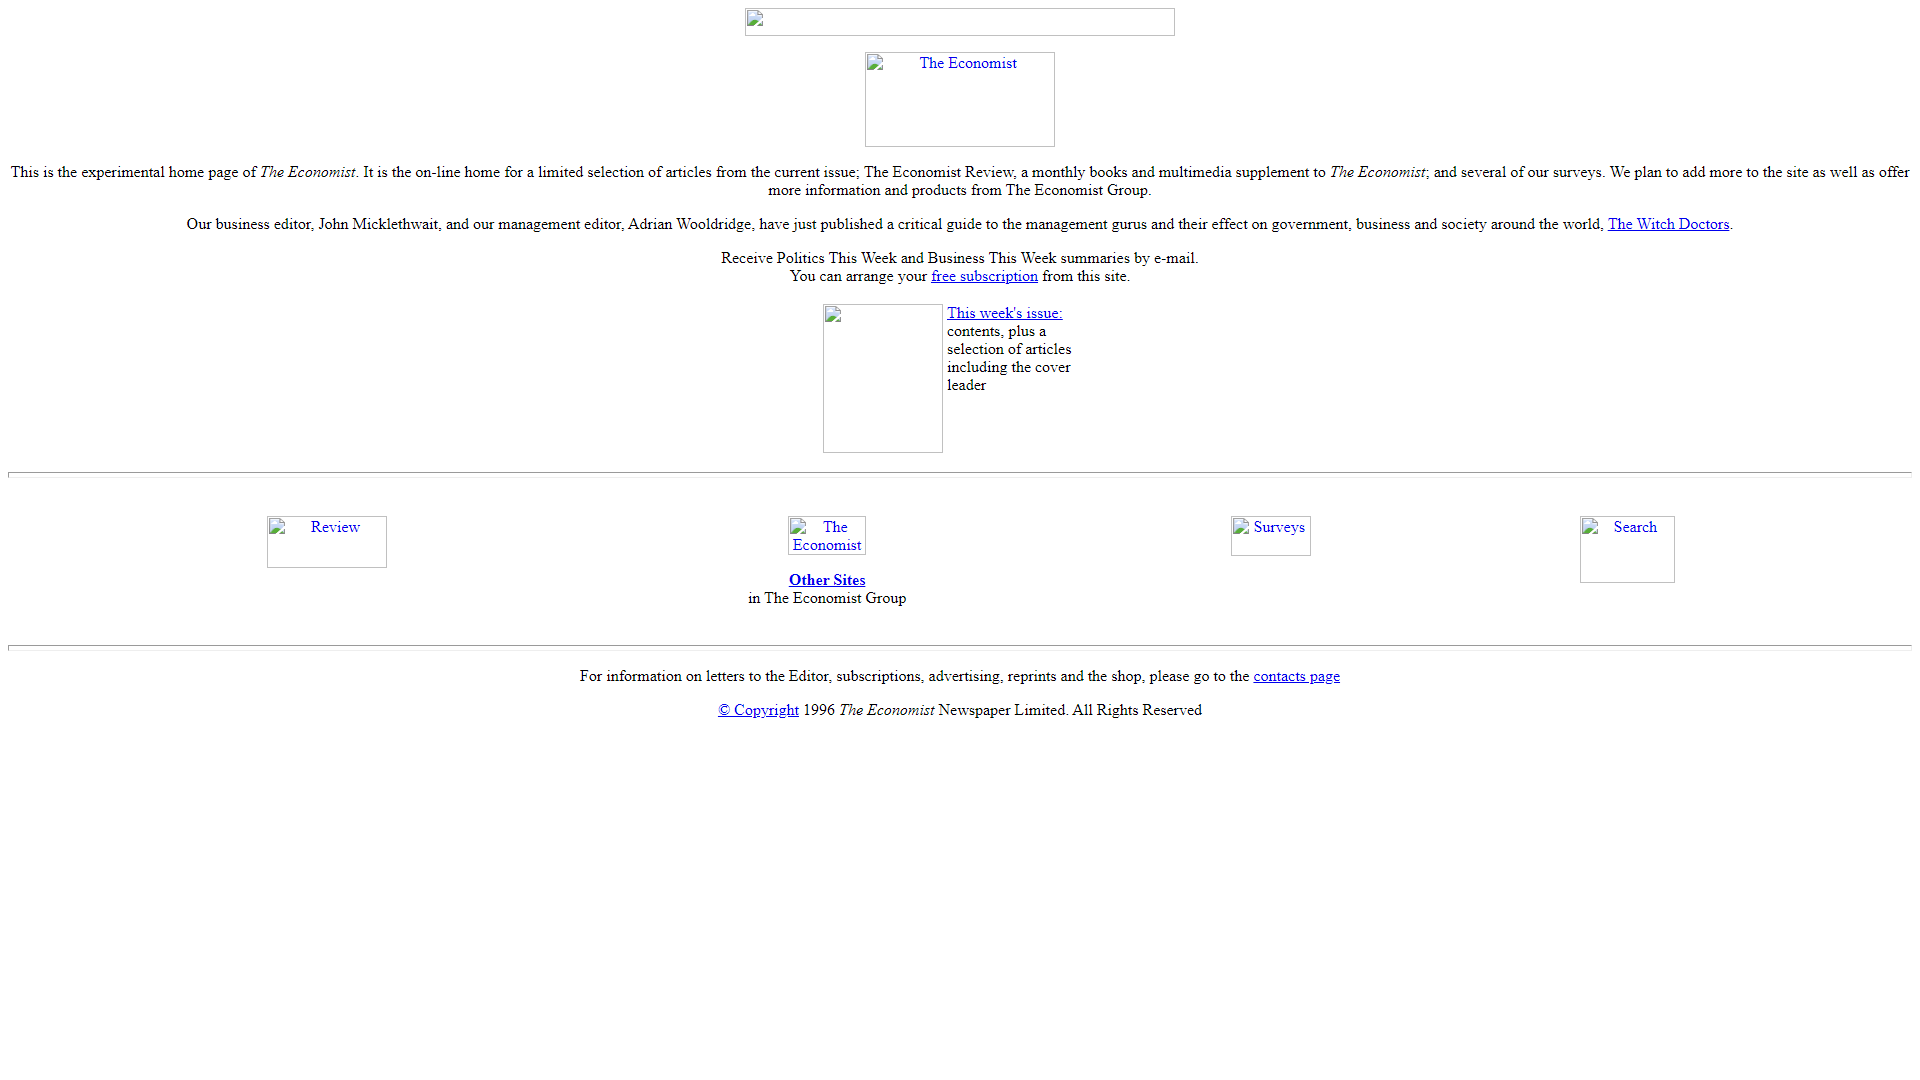 The Economist
This is the experimental home page of The Economist. It is the on-line home for a limited selection of articles from the current issue; The Economist Review, a monthly books and multimedia supplement to The Economist; and several of our surveys. We plan to add more to the site as well as offer
more information and products from The Economist Group.
Our business editor, John Micklethwait, and our management editor, Adrian Wooldridge, have just published a critical guide to the management gurus and their effect on government, business and society around the world, The Witch Doctors.
Receive Politics This Week and Business This Week summaries by e-mail.
You can arrange your free subscription from this site.
This week's issue:
contents, plus a
selection of articles
including the cover
leader
Review
The
Economist
Other Sites
in The Economist Group
Surveys
Search
For information on letters to the Editor, subscriptions, advertising, reprints and the shop, please go to the contacts page
© Copyright 1996 The Economist Newspaper Limited. All Rights Reserved